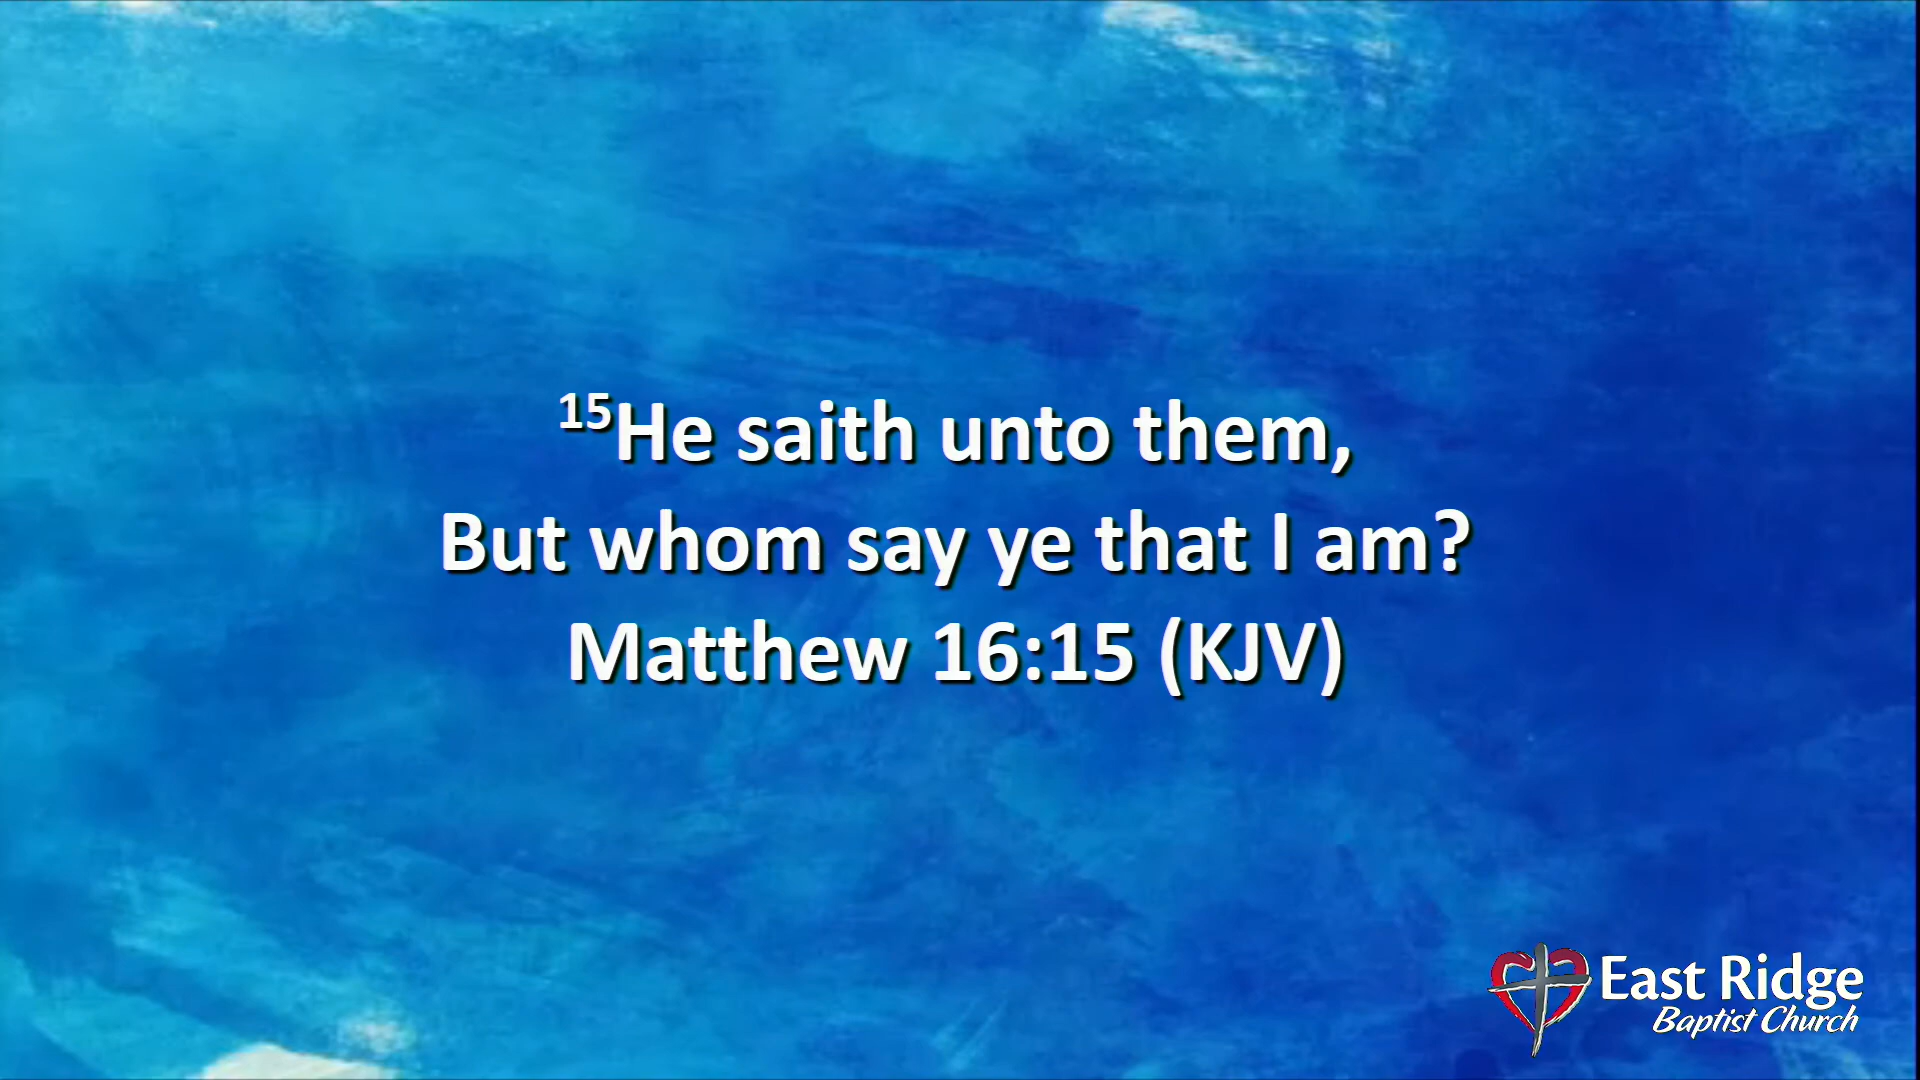 15He saith unto them,
But whom say ye that I am?
Matthew 16:15 (KJV)
East Ridge
Baptist Church